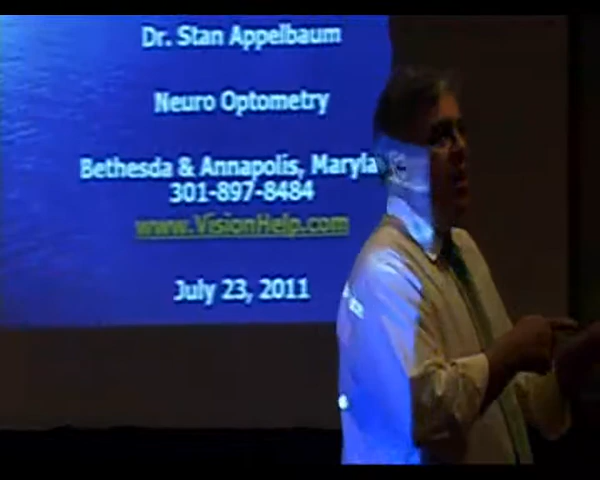 Dr. Stan Appelbaum
Neuro Optometry
Bethesda & Annapolis, Maryla
301-897-8484
www.VisionHelp.com
July 23, 2011